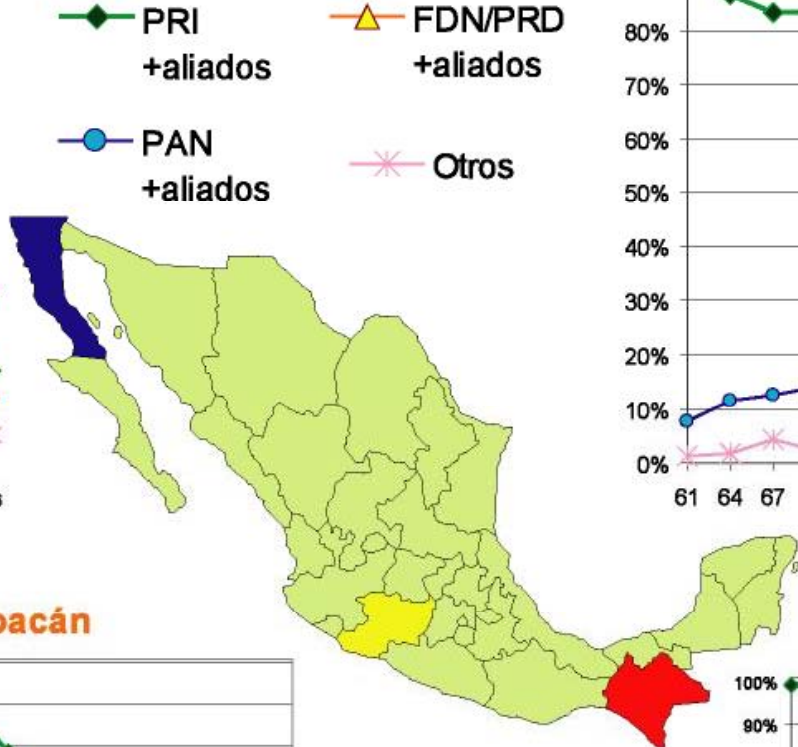 PRI
+aliados
FDN/PRD
+aliados
PAN
+aliados
Otros
80%
70%
60%
50%
40%
30%
20%
10%
0%
61 64 67
100%
90%